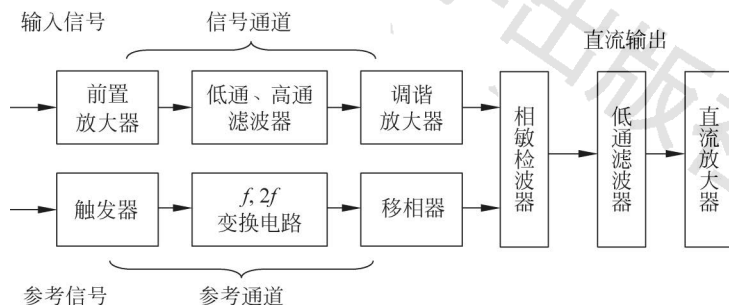 输入信号
信号通道
直流输出
前置
放大器
低通、高通
滤波器
调谐
放大器
相敏检波器
低通滤波器
直流放大器
触发器
f, 2f
变换电路
移相器
参考信号
参考通道
出版社